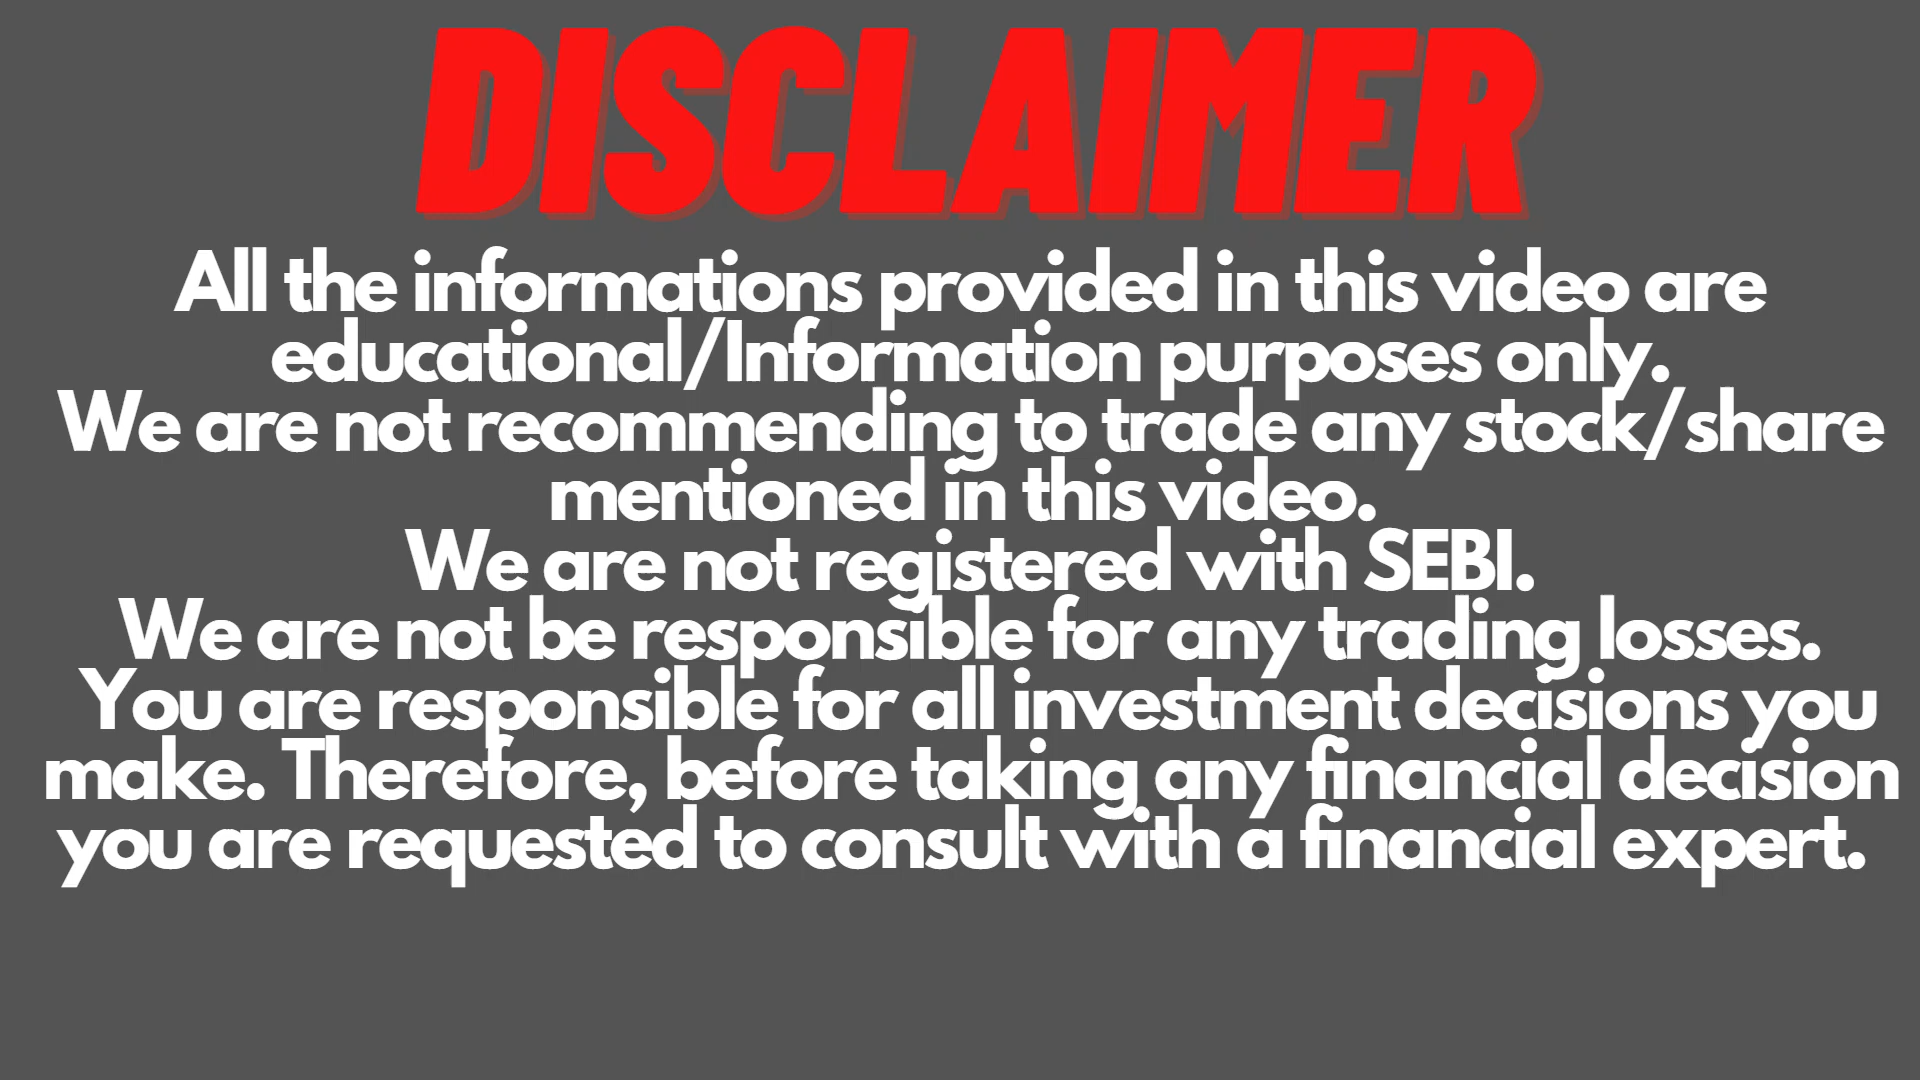 DISCLAIMER
All the informations provided in this video are
educational/Information purposes only.
We are not recommending to trade any stock/share
mentioned in this video.
We are not registered with SEBI.
We are not be responsible for any trading losses.
You are responsible for all investment decisions you
make. Therefore, before taking any financial decision
you are requested to consult with a financial expert.